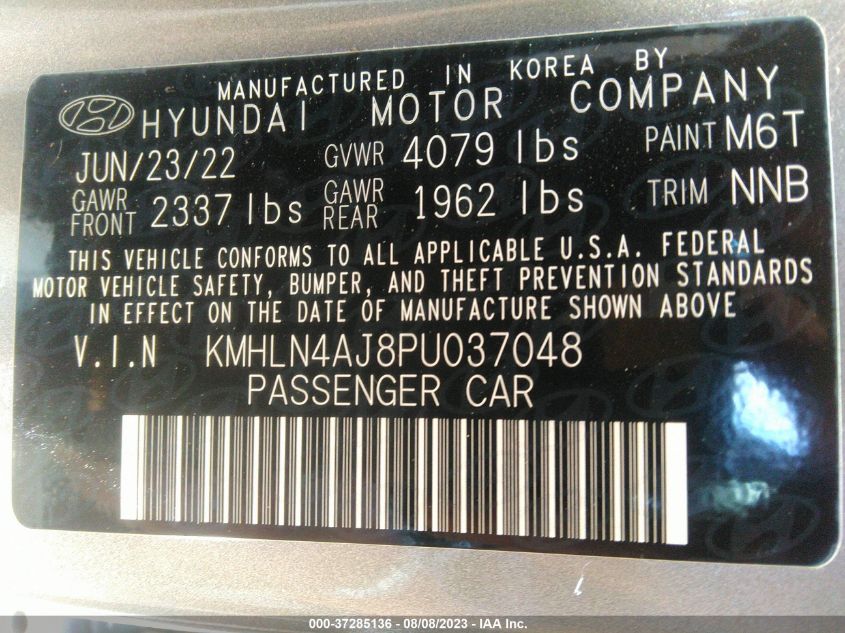 MANUFACTURED IN KOREA BY
HYUNDAI MOTOR COMPANY
JUN/23/22 GVWR 4079 lbs PAINT M6T
GAWR FRONT 2337 lbs GAWR REAR 1962 lbs TRIM NNB
THIS VEHICLE CONFORMS TO ALL APPLICABLE U.S.A. FEDERAL
MOTOR VEHICLE SAFETY, BUMPER, AND THEFT PREVENTION STANDARDS
IN EFFECT ON THE DATE OF MANUFACTURE SHOWN ABOVE
V.I.N KMHLN4AJ8PU037048
PASSENGER CAR
000-37285136 - 08/08/2023 - IAA Inc.